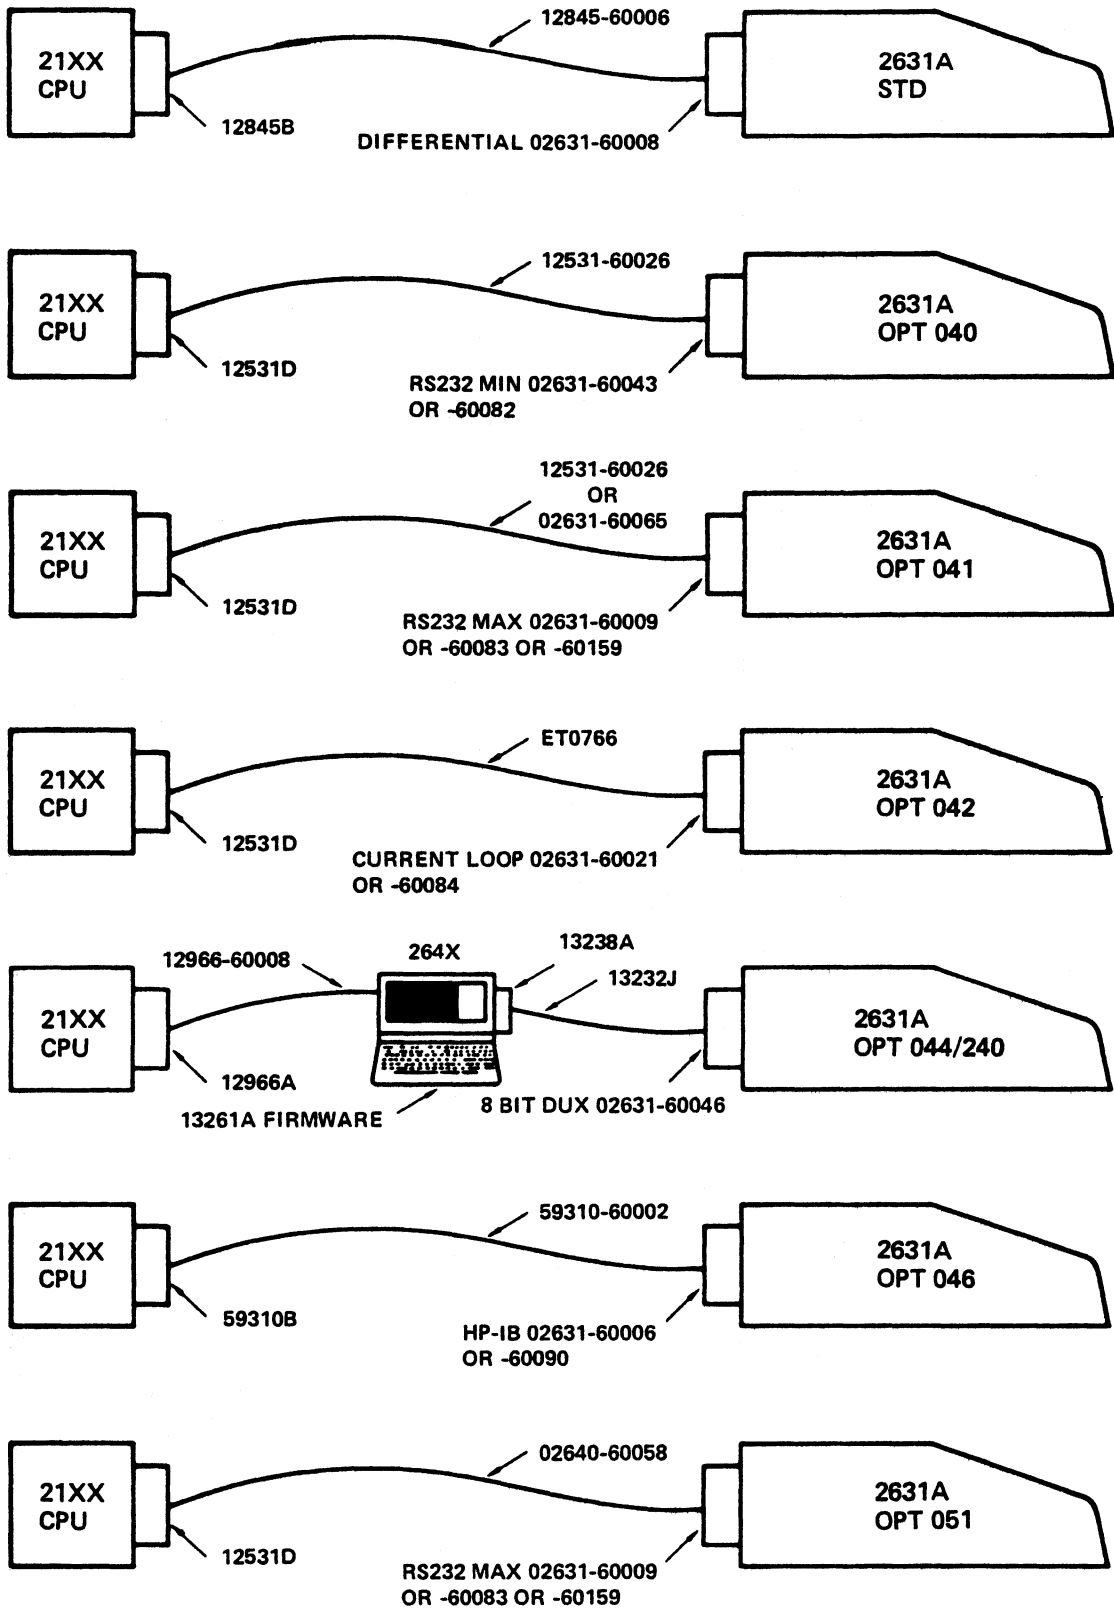 12845-60006
21XX
CPU
2631A
STD
12845B
DIFFERENTIAL 02631-60008
12531-60026
21XX
CPU
2631A
OPT 040
12531D
RS232 MIN 02631-60043
OR -60082
12531-60026
OR
02631-60065
21XX
CPU
2631A
OPT 041
12531D
RS232 MAX 02631-60009
OR -60083 OR -60159
ET0766
21XX
CPU
2631A
OPT 042
12531D
CURRENT LOOP 02631-60021
OR -60084
12966-60008
264X
13238A
13232J
21XX
CPU
2631A
OPT 044/240
12966A
13261A FIRMWARE
8 BIT DUX 02631-60046
59310-60002
21XX
CPU
2631A
OPT 046
59310B
HP-IB 02631-60006
OR -60090
02640-60058
21XX
CPU
2631A
OPT 051
12531D
RS232 MAX 02631-60009
OR -60083 OR -60159